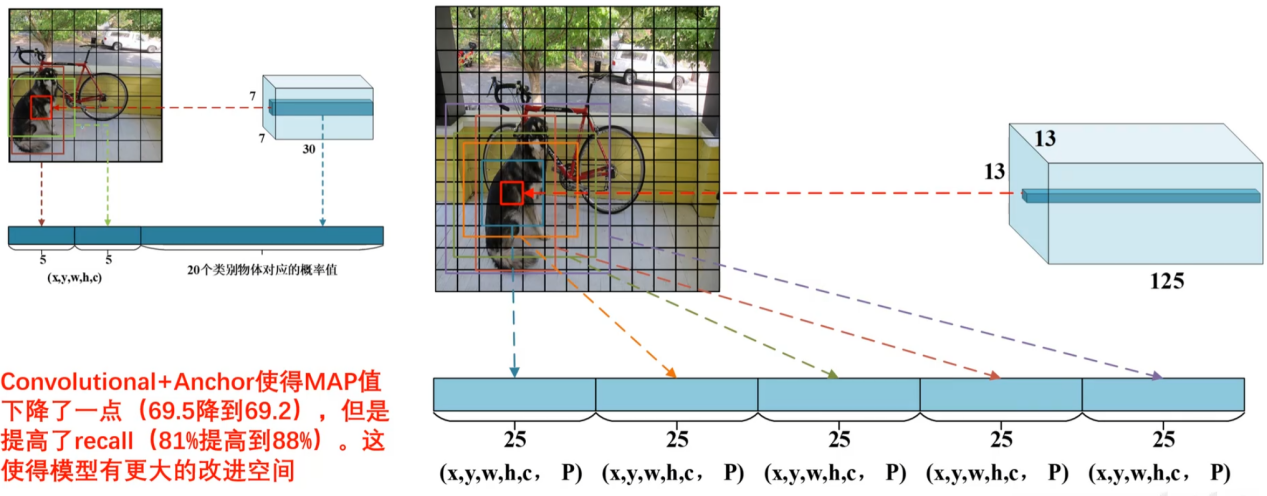 7
7
30
5
5
(x,y,w,h,c)
20个类别物体对应的概率值
Convolutional+Anchor使得MAP值
下降了一点（69.5降到69.2），但是
提高了recall（81%提高到88%）。这
使得模型有更大的改进空间
13
13
125
25
25
25
25
25
(x,y,w,h,c， P)
(x,y,w,h,c， P)
(x,y,w,h,c， P)
(x,y,w,h,c， P)
(x,y,w,h,c， P)